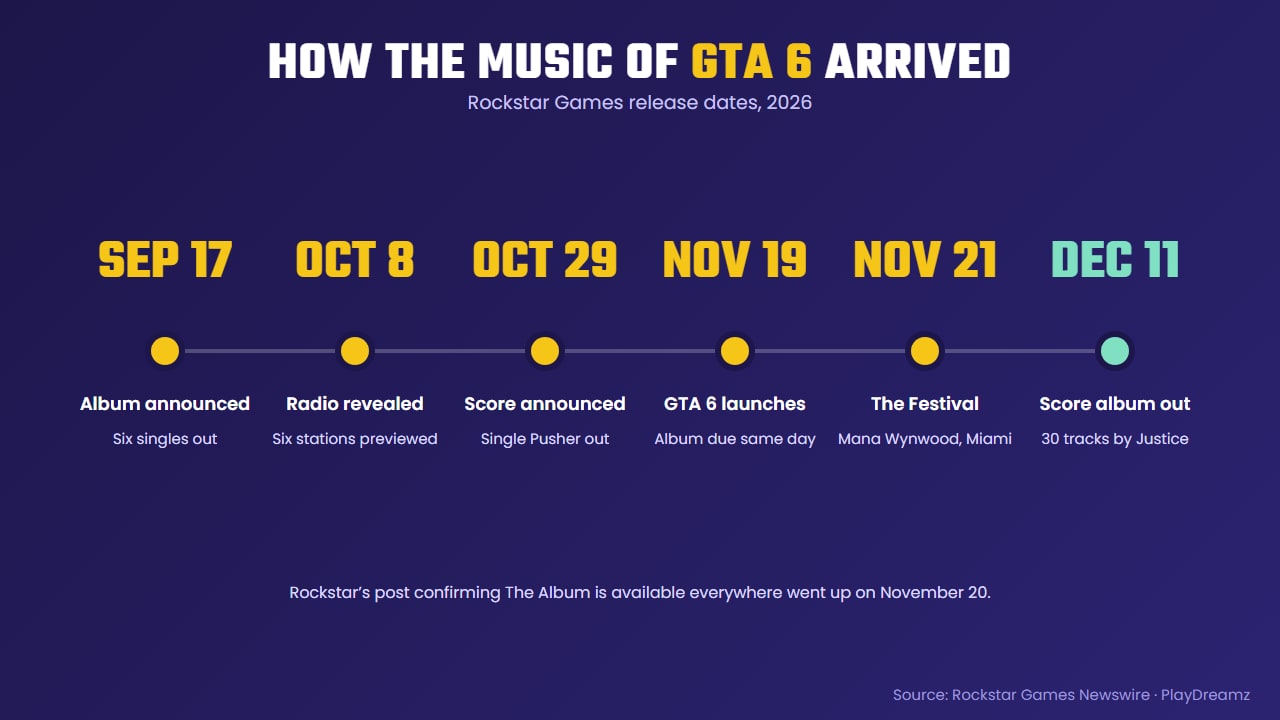 HOW THE MUSIC OF GTA 6 ARRIVED
Rockstar Games release dates, 2026
SEP 17
Album announced
Six singles out
OCT 8
Radio revealed
Six stations previewed
OCT 29
Score announced
Single Pusher out
NOV 19
GTA 6 launches
Album due same day
NOV 21
The Festival
Mana Wynwood, Miami
DEC 11
Score album out
30 tracks by Justice
Rockstar’s post confirming The Album is available everywhere went up on November 20.
Source: Rockstar Games Newswire · PlayDreamz